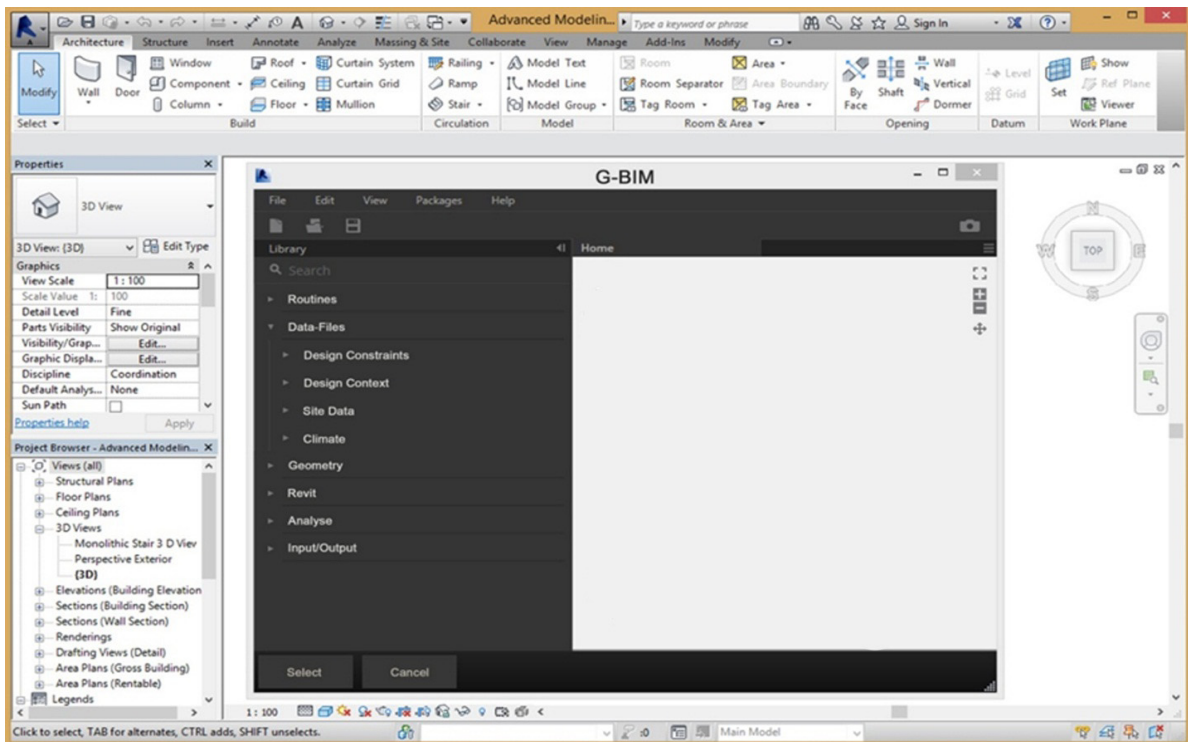 Advanced Modelin...
Type a keyword or phrase
Sign In
Architecture Structure Insert Annotate Analyze Massing & Site Collaborate View Manage Add-Ins Modify
Modify
Wall
Door
Window
Component
Column
Roof
Ceiling
Floor
Curtain System
Curtain Grid
Mullion
Railing
Ramp
Stair
Model Text
Model Line
Model Group
Room
Room Separator
Tag Room
Area
Area Boundary
Tag Area
By Face
Shaft
Wall
Vertical
Dormer
Level
Grid
Set
Show
Ref Plane
Viewer
Select Build Circulation Model Room & Area Opening Datum Work Plane
Properties
3D View
3D View: {3D} Edit Type
Graphics
View Scale 1 : 100
Scale Value 1: 100
Detail Level Fine
Parts Visibility Show Original
Visibility/Grap... Edit...
Graphic Displa... Edit...
Discipline Coordination
Default Analys... None
Sun Path
Properties help Apply
Project Browser - Advanced Modelin...
Views (all)
Structural Plans
Floor Plans
Ceiling Plans
3D Views
Monolithic Stair 3 D Viev
Perspective Exterior
{3D}
Elevations (Building Elevation
Sections (Building Section)
Sections (Wall Section)
Renderings
Drafting Views (Detail)
Area Plans (Gross Building)
Area Plans (Rentable)
Legends
G-BIM
File Edit View Packages Help
Library
Home
Search
Routines
Data-Files
Design Constraints
Design Context
Site Data
Climate
Geometry
Revit
Analyse
Input/Output
Select Cancel
N
W TOP E
S
1 : 100
Click to select, TAB for alternates, CTRL adds, SHIFT unselects.
:0
Main Model